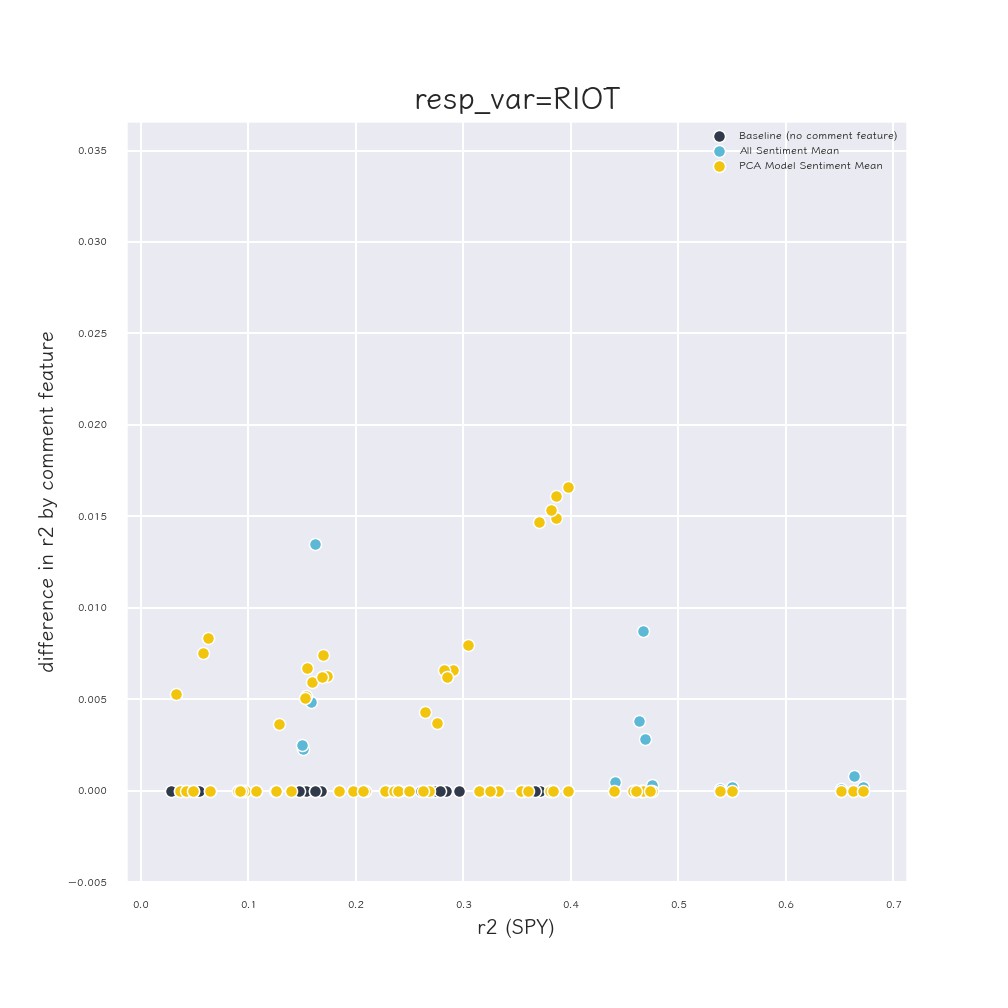 resp_var=RIOT
Baseline (no comment feature)
All Sentiment Mean
PCA Model Sentiment Mean
difference in r2 by comment feature
0.035
0.030
0.025
0.020
0.015
0.010
0.005
0.000
−0.005
0.0 0.1 0.2 0.3 0.4 0.5 0.6 0.7
r2 (SPY)